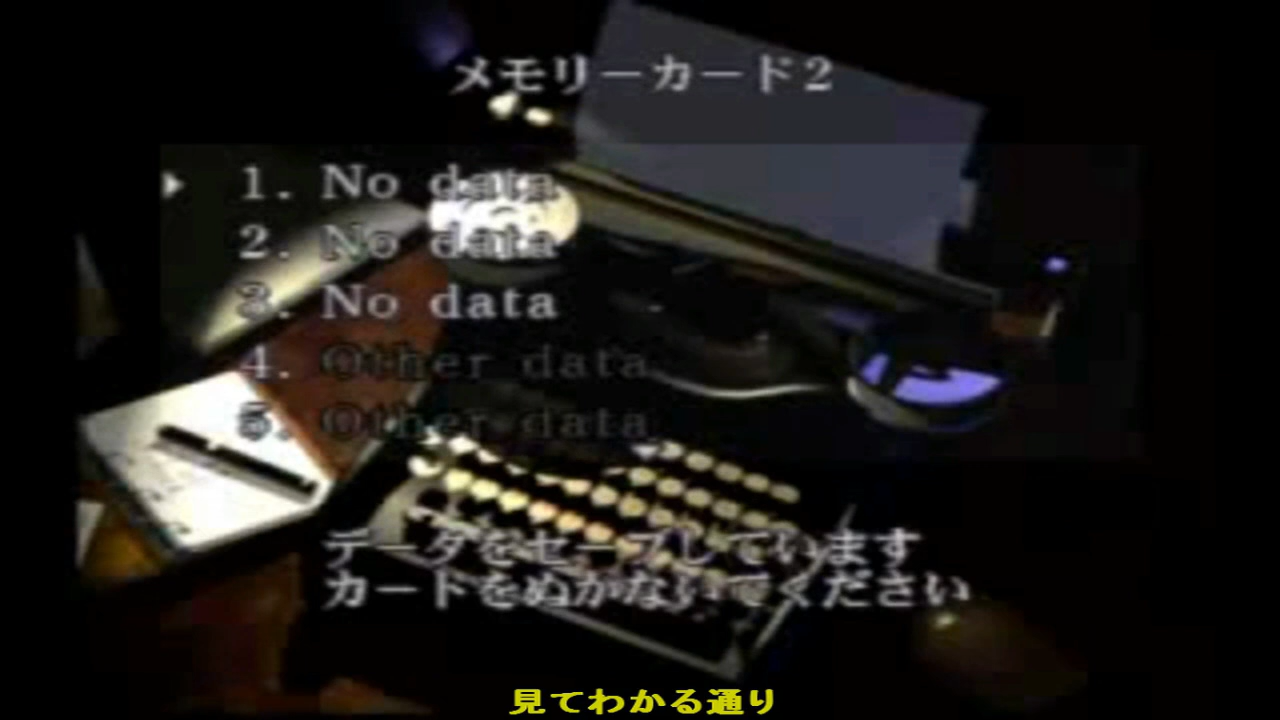 メモリーカード2
1. No data
2. No data
3. No data
4. Other data
5. Other data
データをセーブしています
カードをぬかないでください
見てわかる通り